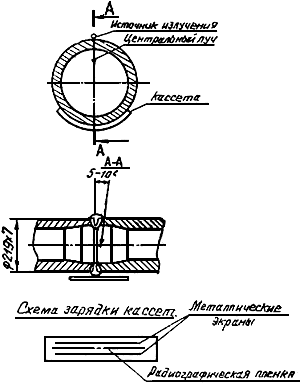 А
Источник излучения
Центральный луч
кассета
А
А-А
5-10°
Ф219х7
Схема зарядки кассет.
Металлические
экраны
Радиографическая пленка